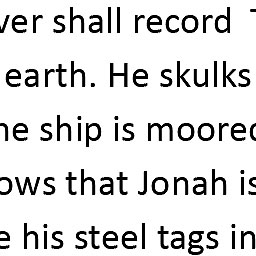 ver shall record T
earth. He skulks
he ship is moored
ows that Jonah is
e his steel tags in